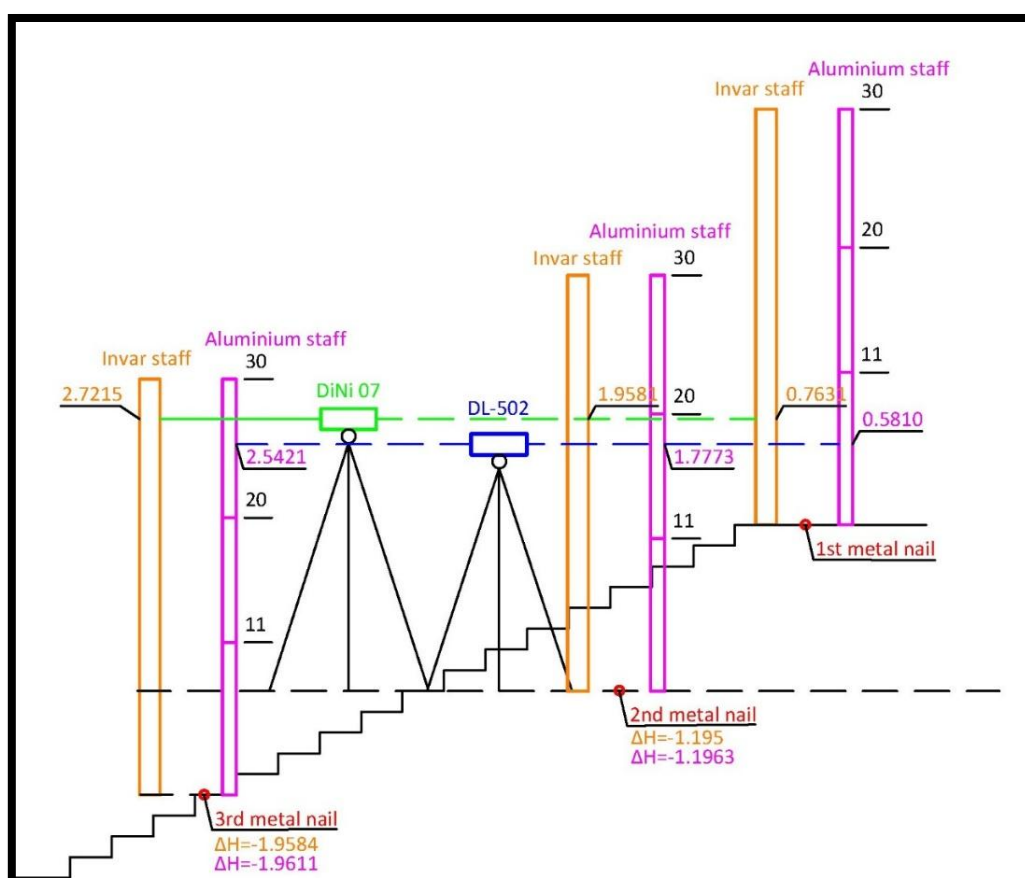 Aluminium staff
Invar staff
30
20
11
0.7631
0.5810
1st metal nail
Aluminium staff
Invar staff
30
1.9581
20
1.7773
11
2nd metal nail
ΔH=-1.195
ΔH=-1.1963
Aluminium staff
Invar staff
30
2.7215
DiNi 07
DL-502
2.5421
20
11
3rd metal nail
ΔH=-1.9584
ΔH=-1.9611